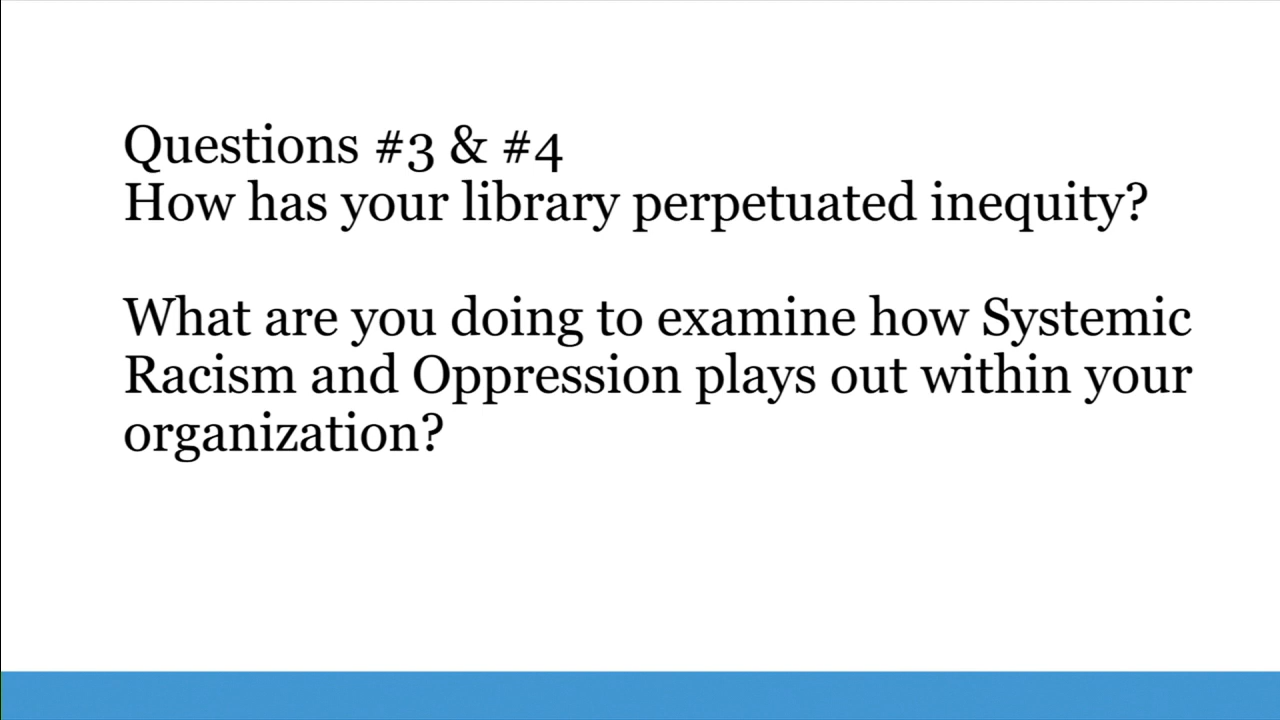 Questions #3 & #4
How has your library perpetuated inequity?
What are you doing to examine how Systemic
Racism and Oppression plays out within your
organization?